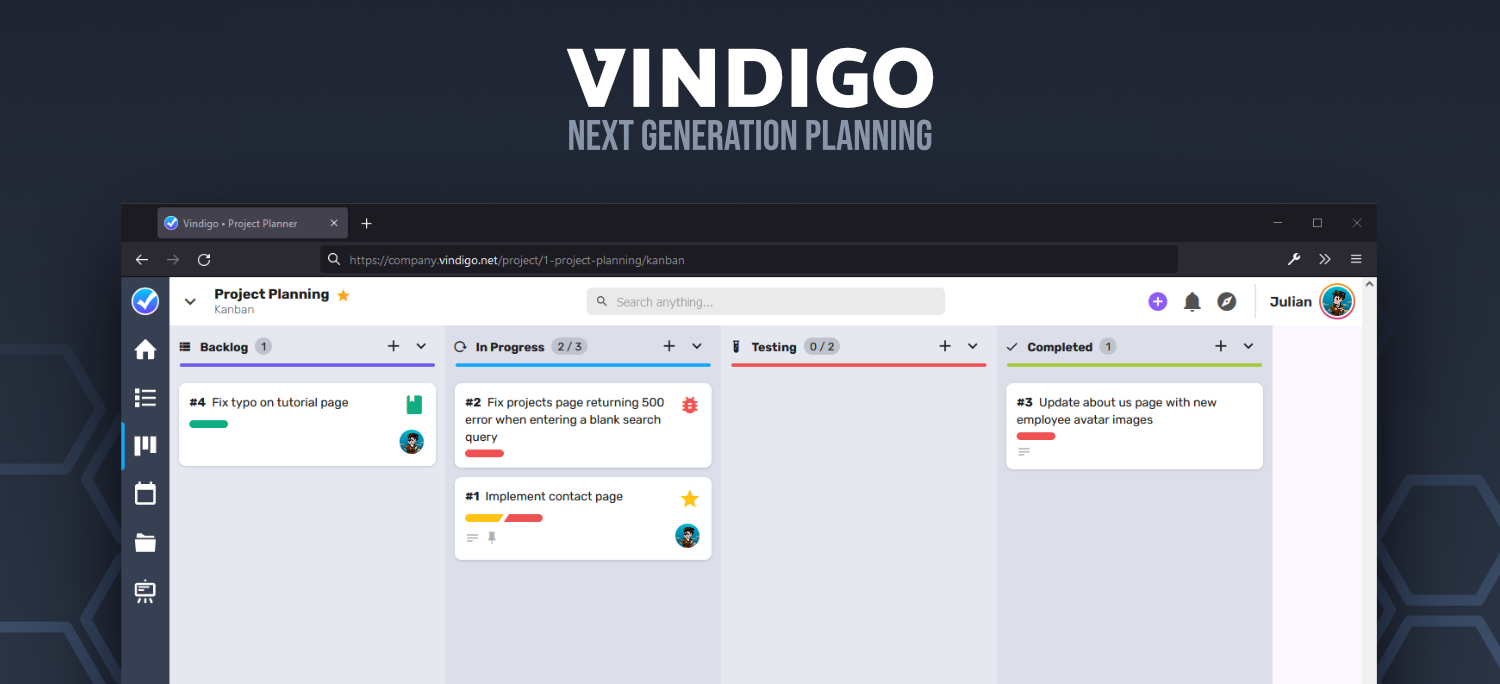 VINDIGO
NEXT GENERATION PLANNING
Vindigo • Project Planner
https://company.vindigo.net/project/1-project-planning/kanban
Project Planning
Kanban
Search anything...
Julian
Backlog 1
In Progress 2 / 3
Testing 0 / 2
Completed 1
#4 Fix typo on tutorial page
#2 Fix projects page returning 500
error when entering a blank search
query
#1 Implement contact page
#3 Update about us page with new
employee avatar images